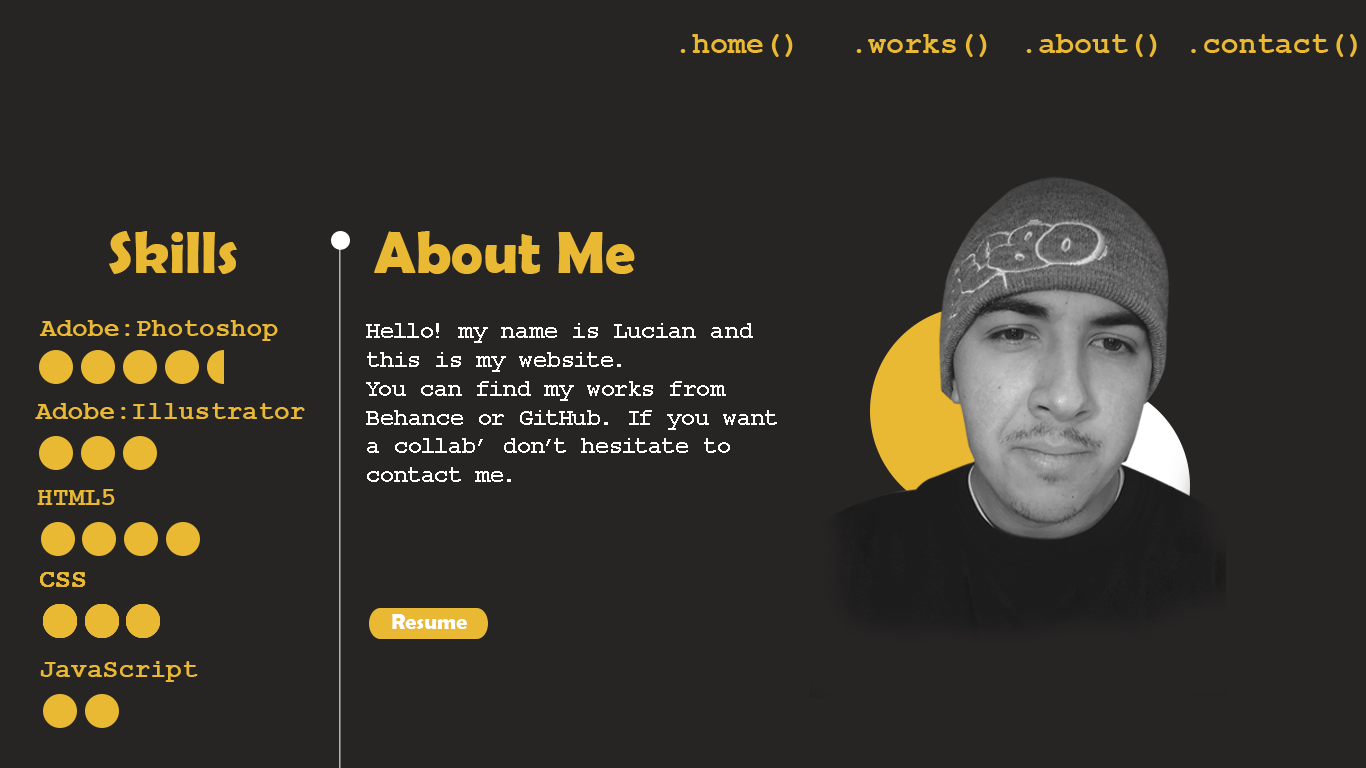 .home() .works() .about() .contact()
Skills
Adobe:Photoshop
Adobe:Illustrator
HTML5
CSS
JavaScript
About Me
Hello! my name is Lucian and
this is my website.
You can find my works from
Behance or GitHub. If you want
a collab’ don’t hesitate to
contact me.
Resume